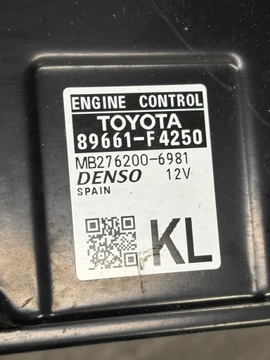 ENGINE CONTROL
TOYOTA
89661-F4250
MB276200-6981
DENSO 12V
SPAIN
KL